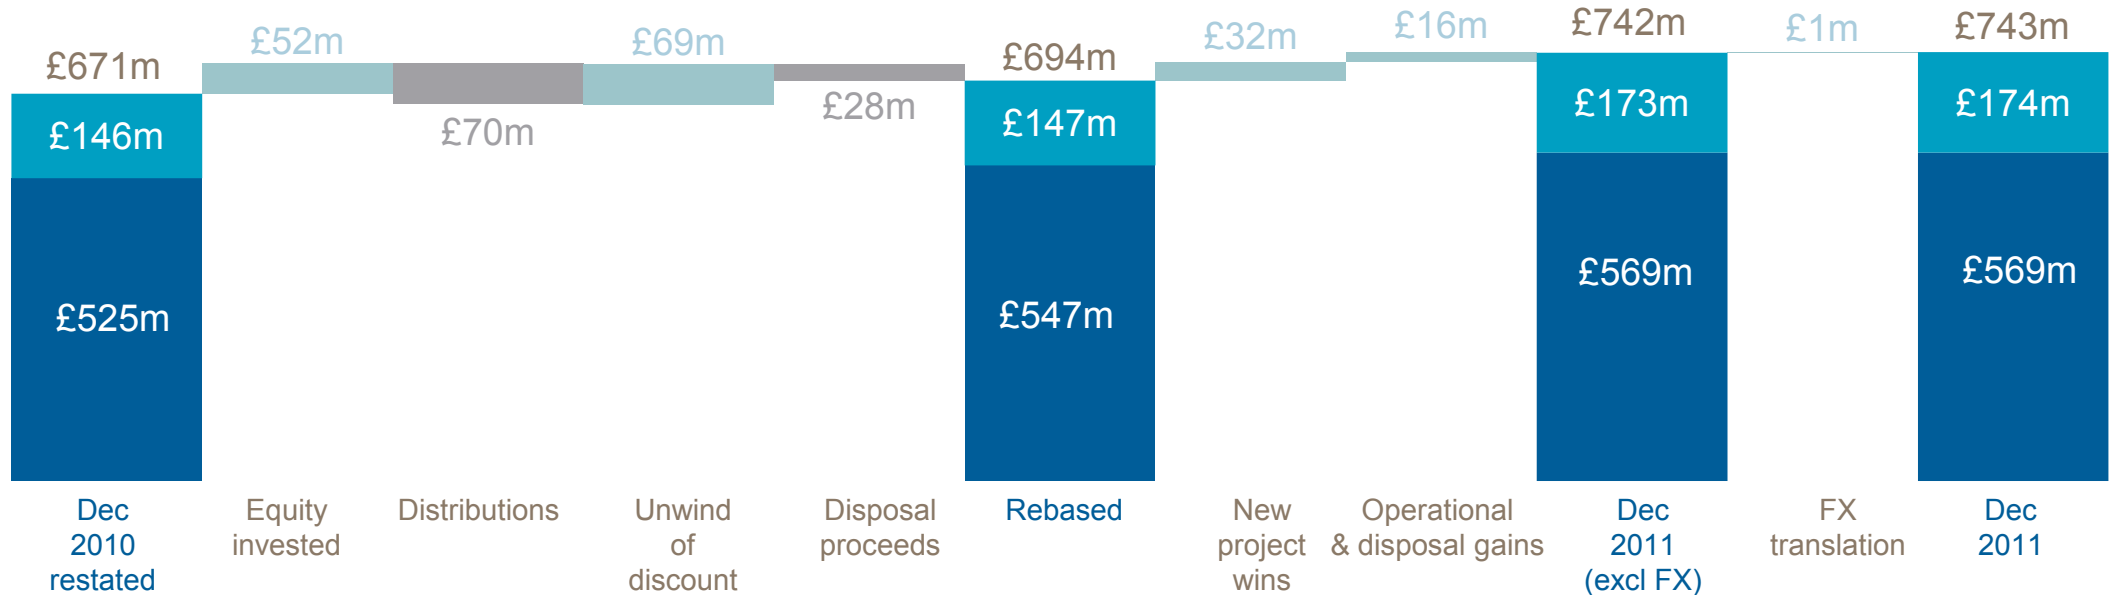 £671m
£146m
£525m
Dec
2010
restated
£52m
Equity
invested
£70m
Distributions
£69m
Unwind
of
discount
£28m
Disposal
proceeds
£694m
£147m
£547m
Rebased
£32m
New
project
wins
£16m
Operational
& disposal gains
£742m
£173m
£569m
Dec
2011
(excl FX)
£1m
FX
translation
£743m
£174m
£569m
Dec
2011